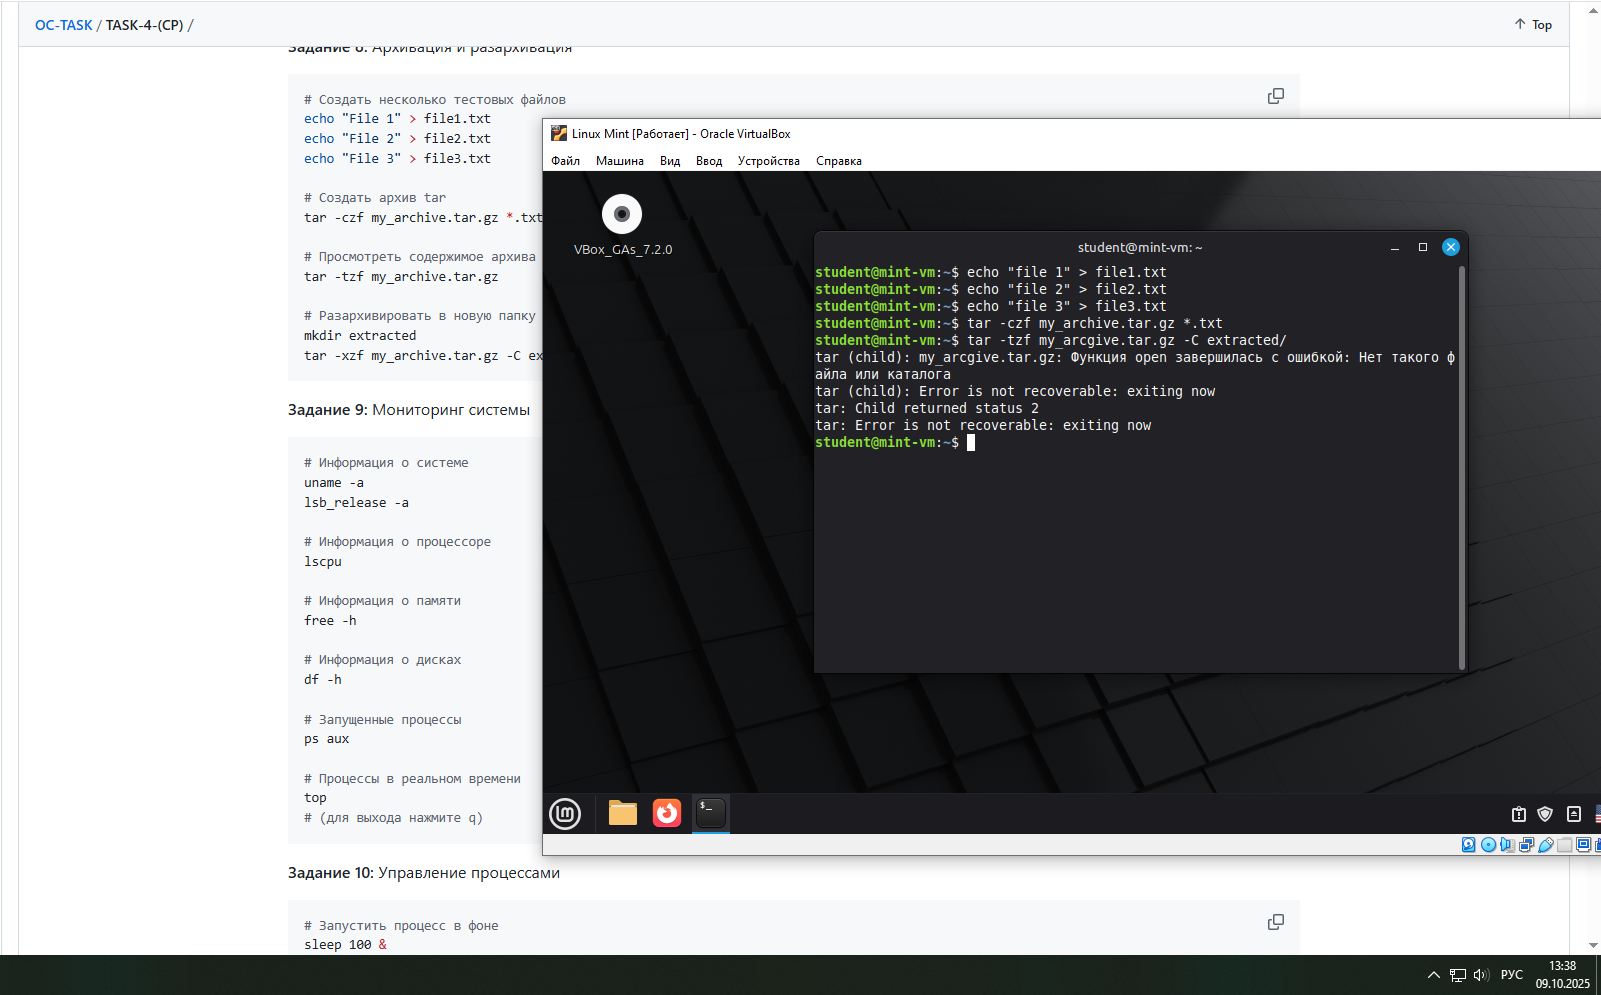 OC-TASK / TASK-4-(CP) /
Top
Задание 8: Архивация и разархивация
# Создать несколько тестовых файлов
echo "File 1" > file1.txt
echo "File 2" > file2.txt
echo "File 3" > file3.txt
# Создать архив tar
tar -czf my_archive.tar.gz *.txt
# Просмотреть содержимое архива
tar -tzf my_archive.tar.gz
# Разархивировать в новую папку
mkdir extracted
tar -xzf my_archive.tar.gz -C ex
Задание 9: Мониторинг системы
# Информация о системе
uname -a
lsb_release -a
# Информация о процессоре
lscpu
# Информация о памяти
free -h
# Информация о дисках
df -h
# Запущенные процессы
ps aux
# Процессы в реальном времени
top
# (для выхода нажмите q)
Задание 10: Управление процессами
# Запустить процесс в фоне
sleep 100 &
Linux Mint [Работает] - Oracle VirtualBox
Файл Машина Вид Ввод Устройства Справка
VBox_GAs_7.2.0
student@mint-vm: ~
student@mint-vm:~$ echo "file 1" > file1.txt
student@mint-vm:~$ echo "file 2" > file2.txt
student@mint-vm:~$ echo "file 3" > file3.txt
student@mint-vm:~$ tar -czf my_archive.tar.gz *.txt
student@mint-vm:~$ tar -tzf my_arcgive.tar.gz -C extracted/
tar (child): my_arcgive.tar.gz: Функция open завершилась с ошибкой: Нет такого ф
айла или каталога
tar (child): Error is not recoverable: exiting now
tar: Child returned status 2
tar: Error is not recoverable: exiting now
student@mint-vm:~$
РУС
13:38
09.10.2025